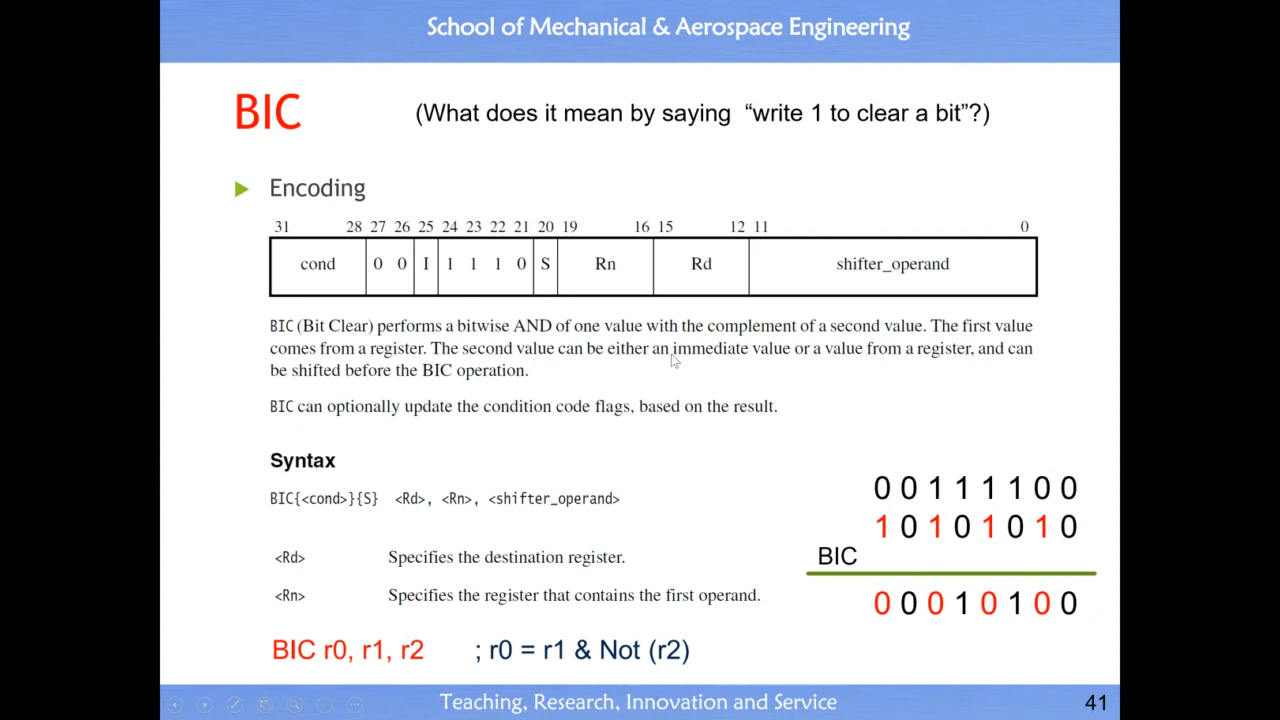 School of Mechanical & Aerospace Engineering
BIC (What does it mean by saying “write 1 to clear a bit”?)
Encoding
31 28 27 26 25 24 23 22 21 20 19 16 15 12 11 0
cond 0 0 I 1 1 1 0 S Rn Rd shifter_operand
BIC (Bit Clear) performs a bitwise AND of one value with the complement of a second value. The first value
comes from a register. The second value can be either an immediate value or a value from a register, and can
be shifted before the BIC operation.
BIC can optionally update the condition code flags, based on the result.
Syntax
BIC{<cond>}{S} <Rd>, <Rn>, <shifter_operand>
<Rd> Specifies the destination register.
<Rn> Specifies the register that contains the first operand.
0 0 1 1 1 1 0 0
1 0 1 0 1 0 1 0
BIC
0 0 0 1 0 1 0 0
BIC r0, r1, r2 ; r0 = r1 & Not (r2)
Teaching, Research, Innovation and Service 41